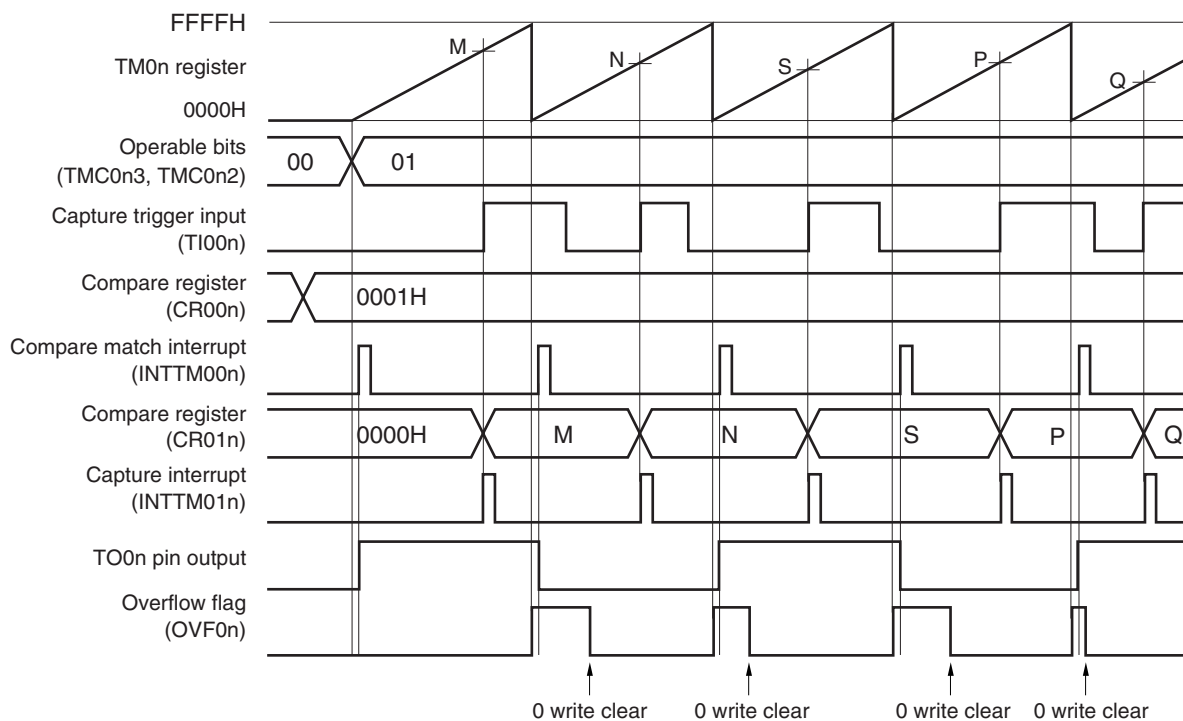 FFFFH
TM0n register
0000H
M N S P Q
Operable bits
(TMC0n3, TMC0n2)
00 01
Capture trigger input
(TI00n)
Compare register
(CR00n)
0001H
Compare match interrupt
(INTTM00n)
Compare register
(CR01n)
0000H M N S P Q
Capture interrupt
(INTTM01n)
TO0n pin output
Overflow flag
(OVF0n)
0 write clear 0 write clear 0 write clear 0 write clear